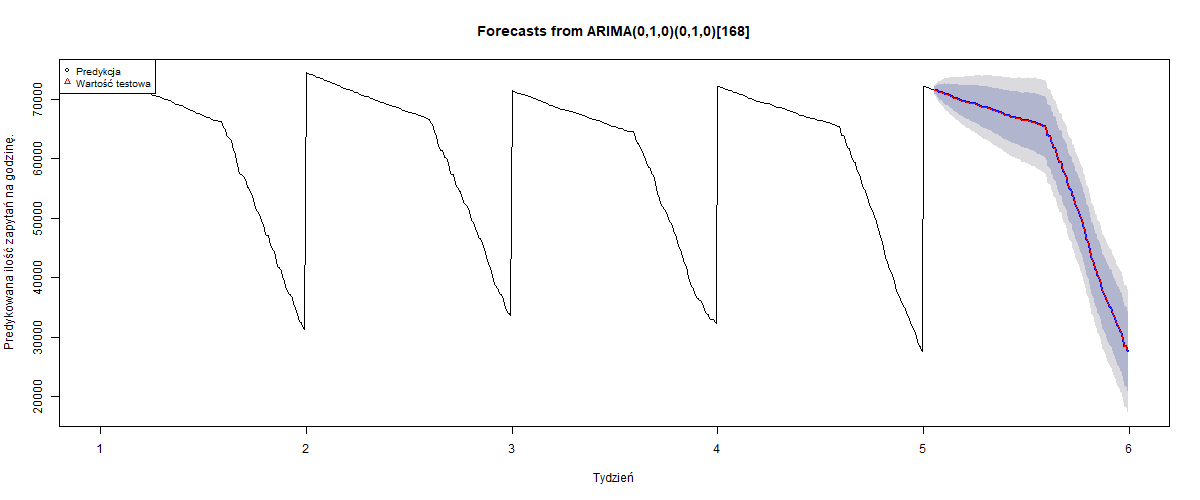 Forecasts from ARIMA(0,1,0)(0,1,0)[168]
Predykcja
Wartość testowa
Predykowana ilość zapytań na godzinę.
70000
60000
50000
40000
30000
20000
1 2 3 4 5 6
Tydzień